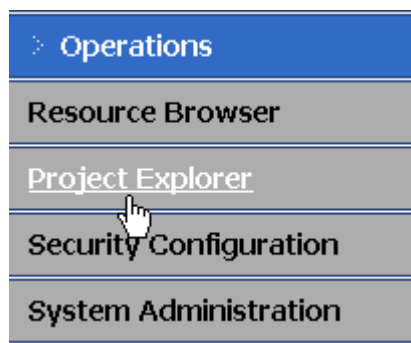 Operations
Resource Browser
Project Explorer
Security Configuration
System Administration